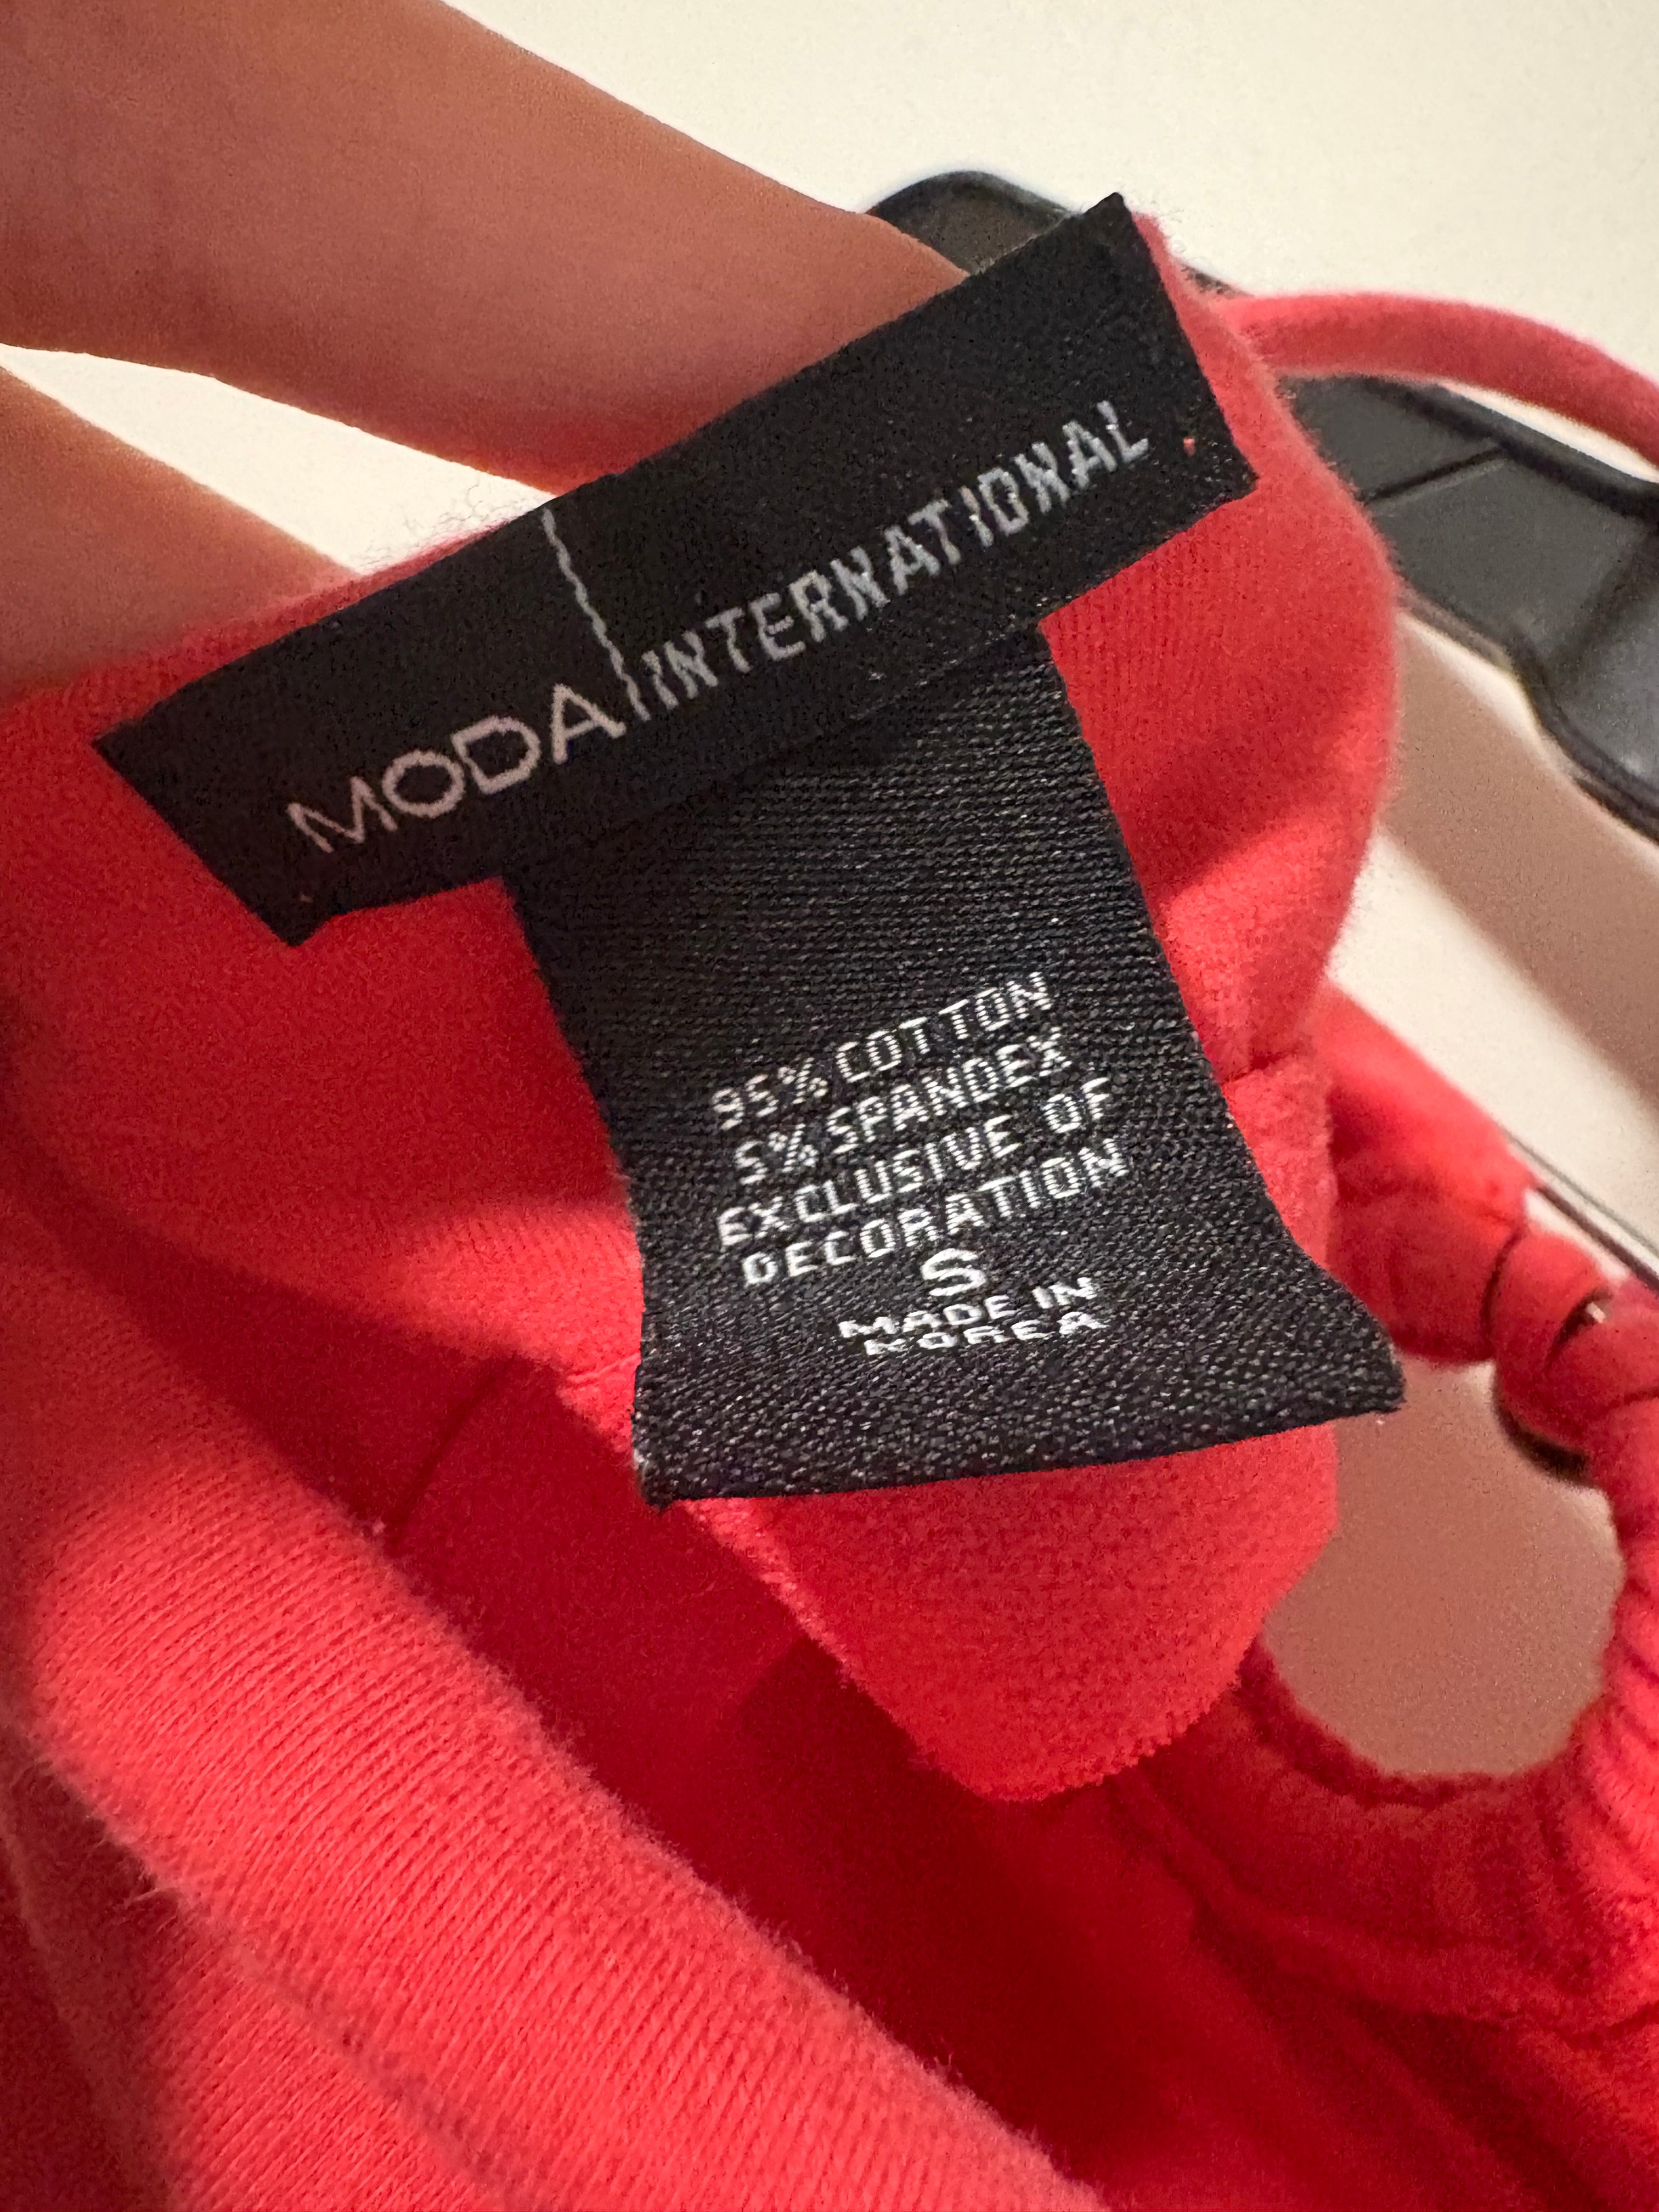 MODA INTERNATIONAL
95% COTTON
5% SPANDEX
EXCLUSIVE OF
DECORATION
S
MADE IN
KOREA